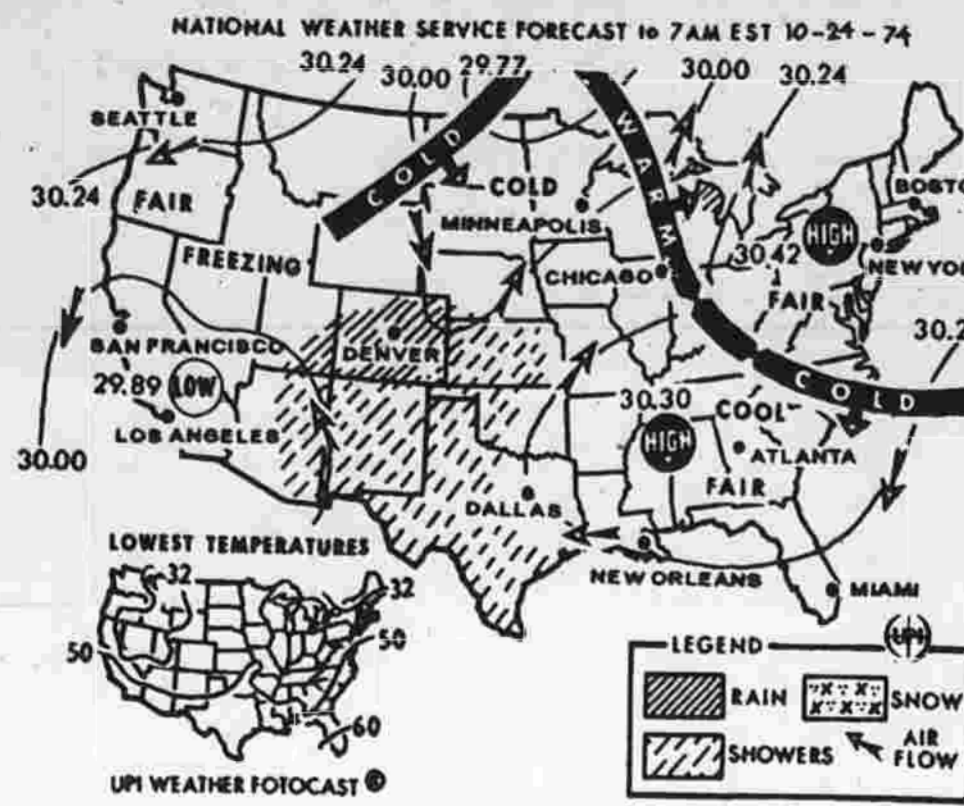 NATIONAL WEATHER SERVICE FORECAST to 7AM EST 10-24-74
30.24 30.00 29.77 30.00 30.24
SEATTLE
COLD
WARM
30.24
FAIR
COLD
BOSTO
MINNEAPOLIS
HIGH
30.42
FREEZING
CHICAGO
NEW YO
FAIR
SAN FRANCISCO
DENVER
30.2
29.89 LOW
COLD
30.30
COOL
LOS ANGELES
HIGH
ATLANTA
30.00
FAIR
DALLAS
LOWEST TEMPERATURES
NEW ORLEANS
MIAMI
32
32
50
50
60
UPI
LEGEND
RAIN
SNOW
SHOWERS
AIR
FLOW
UPI WEATHER FOTOCAST ©